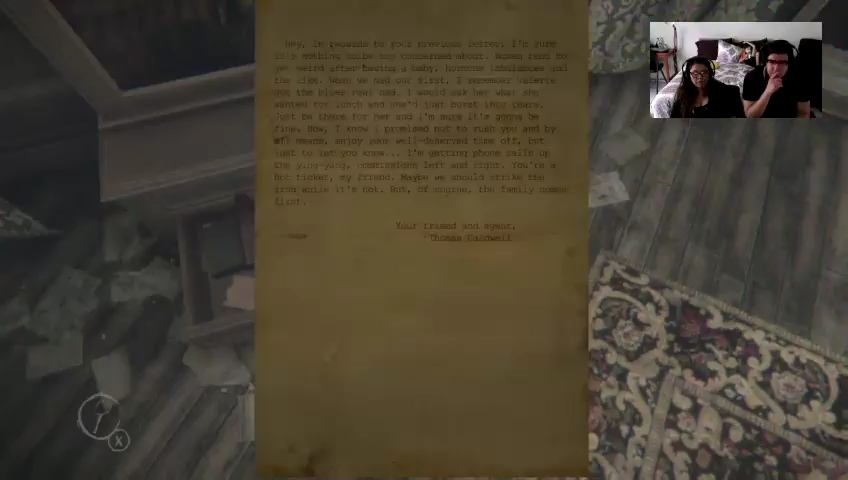 Hey, in regards to your previous letter. I'm sure
it's nothing to be too concerned about. Women tend to
get weird after having a baby, hormone imbalances and
the like. When we had our first, I remember Valerie
got the blues real bad. I would ask her what she
wanted for lunch and she'd just burst into tears.
Just be there for her and I'm sure it's gonna be
fine. Now, I know I promised not to rush you and by
all means, enjoy your well-deserved time off, but
just to let you know... I'm getting phone calls up
the ying-yang, commissions left and right. You're a
hot ticket, my friend. Maybe we should strike the
iron while it's hot. But, of course, the family comes
first.
Your friend and agent,
Thomas Caldwell
X